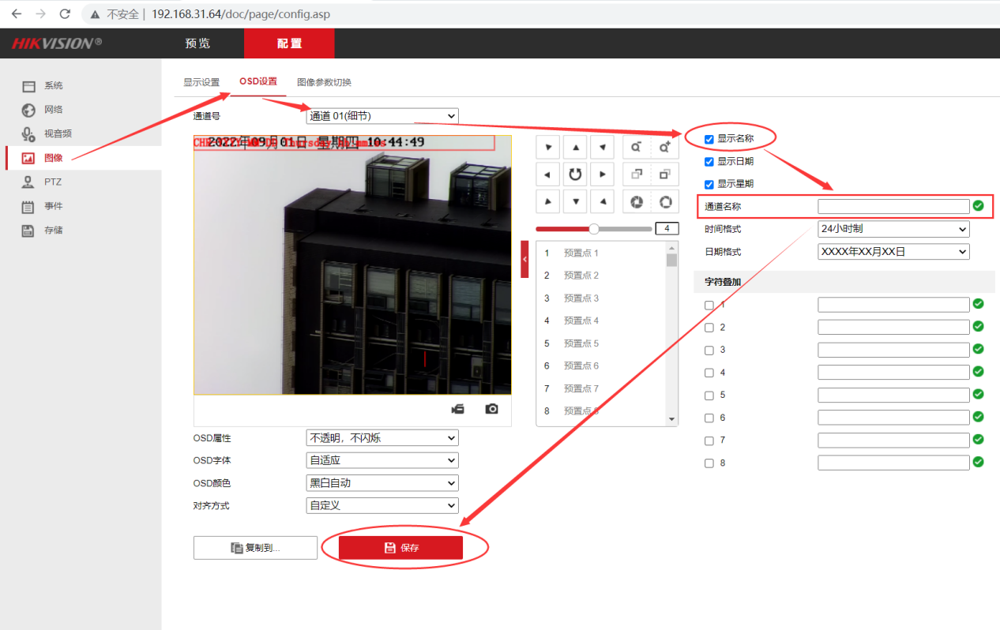 不安全 | 192.168.31.64/doc/page/config.asp
HIKVISION®
预览
配置
系统
网络
视音频
图像
PTZ
事件
存储
显示设置
OSD设置
图像参数切换
通道号
通道 01(细节)
2022年09月01日 星期四 10:44:49
4
1 预置点 1
2 预置点 2
3 预置点 3
4 预置点 4
5 预置点 5
6 预置点 6
7 预置点 7
8 预置点
OSD属性
不透明，不闪烁
OSD字体
自适应
OSD颜色
黑白自动
对齐方式
自定义
复制到...
保存
显示名称
显示日期
显示星期
通道名称
时间格式
24小时制
日期格式
XXXX年XX月XX日
字符叠加
1
2
3
4
5
6
7
8